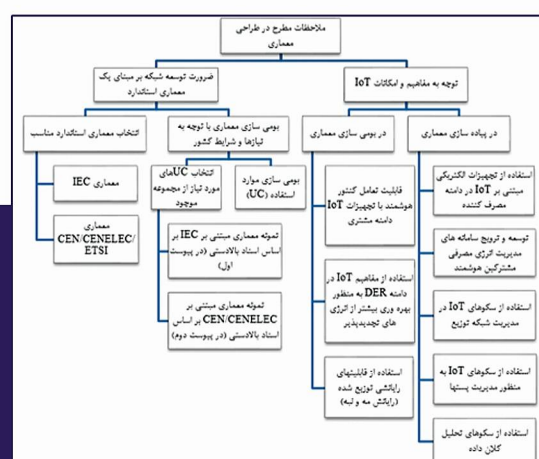 ملاحظات مطرح در طراحی
معماری
توجه به مفاهیم و امکانات IoT
ضرورت توسعه شبکه بر مبنای یک
معماری استاندارد
در پیاده سازی معماری
در بومی سازی معماری
بومی سازی معماری با توجه به
نیازها و شرایط کشور
انتخاب معماری استاندارد مناسب
استفاده از تجهیزات الکتریکی
مبتنی بر IoT در دامنه
مصرف کننده
توسعه و ترویج سامانه های
مدیریت انرژی مصرفی
مشترکین هوشمند
استفاده از سکوهای IoT در
مدیریت شبکه توزیع
استفاده از سکوهای IoT به
منظور مدیریت پستها
استفاده از سکوهای تحلیل
کلان داده
قابلیت تعامل کنتور
هوشمند با تجهیزات IoT
دامنه مشتری
استفاده از مفاهیم IoT در
دامنه DER به منظور
بهره وری بیشتر از انرژی
های تجدیدپذیر
استفاده از قابلیتهای
رایانشی توزیع شده
(رایانش مه و لبه)
بومی سازی موارد
استفاده (UC)
انتخاب UCهای
مورد نیاز از مجموعه
موجود
نمونه معماری مبتنی بر IEC بر
اساس اسناد بالادستی (در پیوست
اول)
نمونه معماری مبتنی بر
CEN/CENELEC بر اساس
اسناد بالادستی (در پیوست دوم)
معماری IEC
معماری
CEN/CENELEC/
ETSI